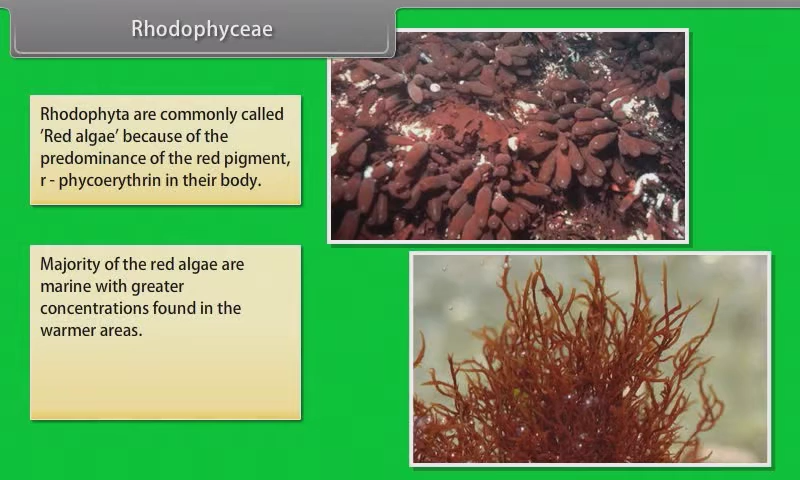 Rhodophyceae
Rhodophyta are commonly called
'Red algae' because of the
predominance of the red pigment,
r - phycoerythrin in their body.
Majority of the red algae are
marine with greater
concentrations found in the
warmer areas.